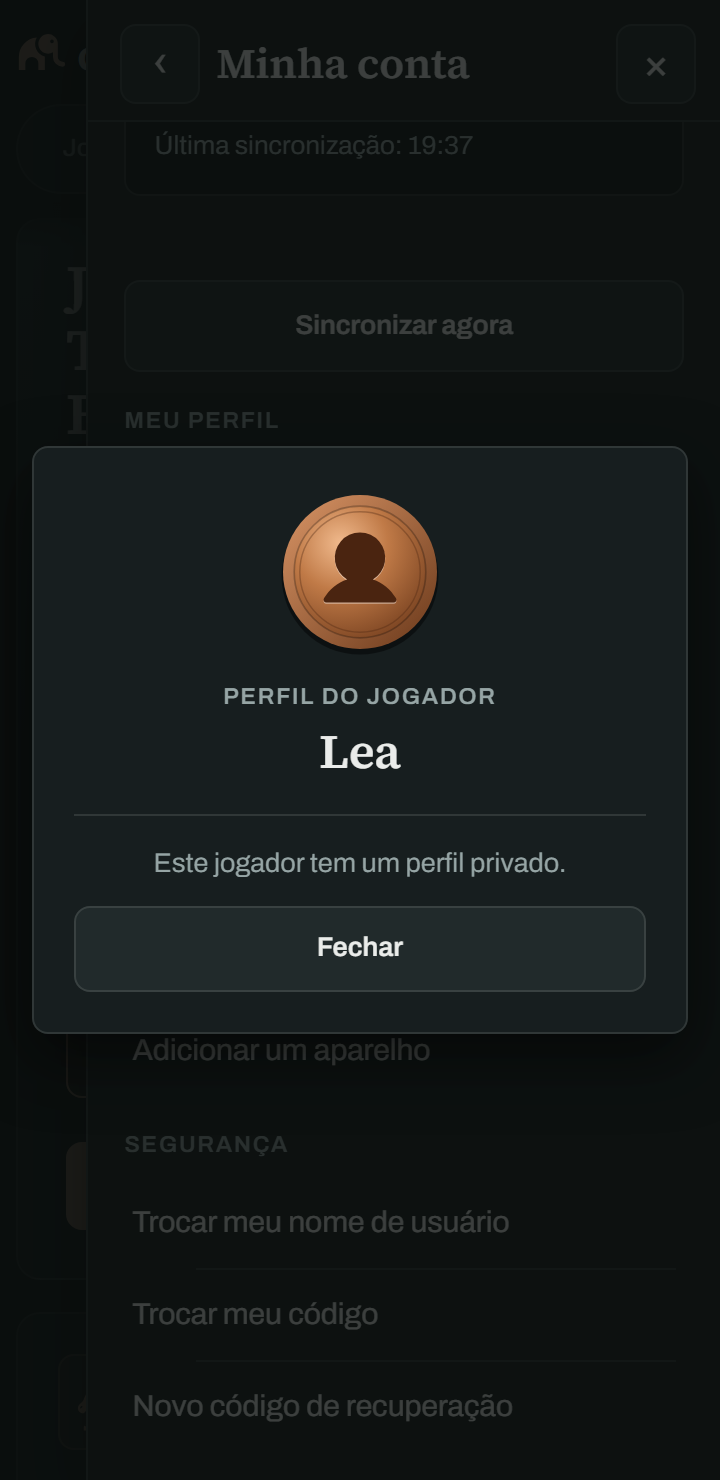 Minha conta
Última sincronização: 19:37
Sincronizar agora
MEU PERFIL
PERFIL DO JOGADOR
Lea
Este jogador tem um perfil privado.
Fechar
Adicionar um aparelho
SEGURANÇA
Trocar meu nome de usuário
Trocar meu código
Novo código de recuperação